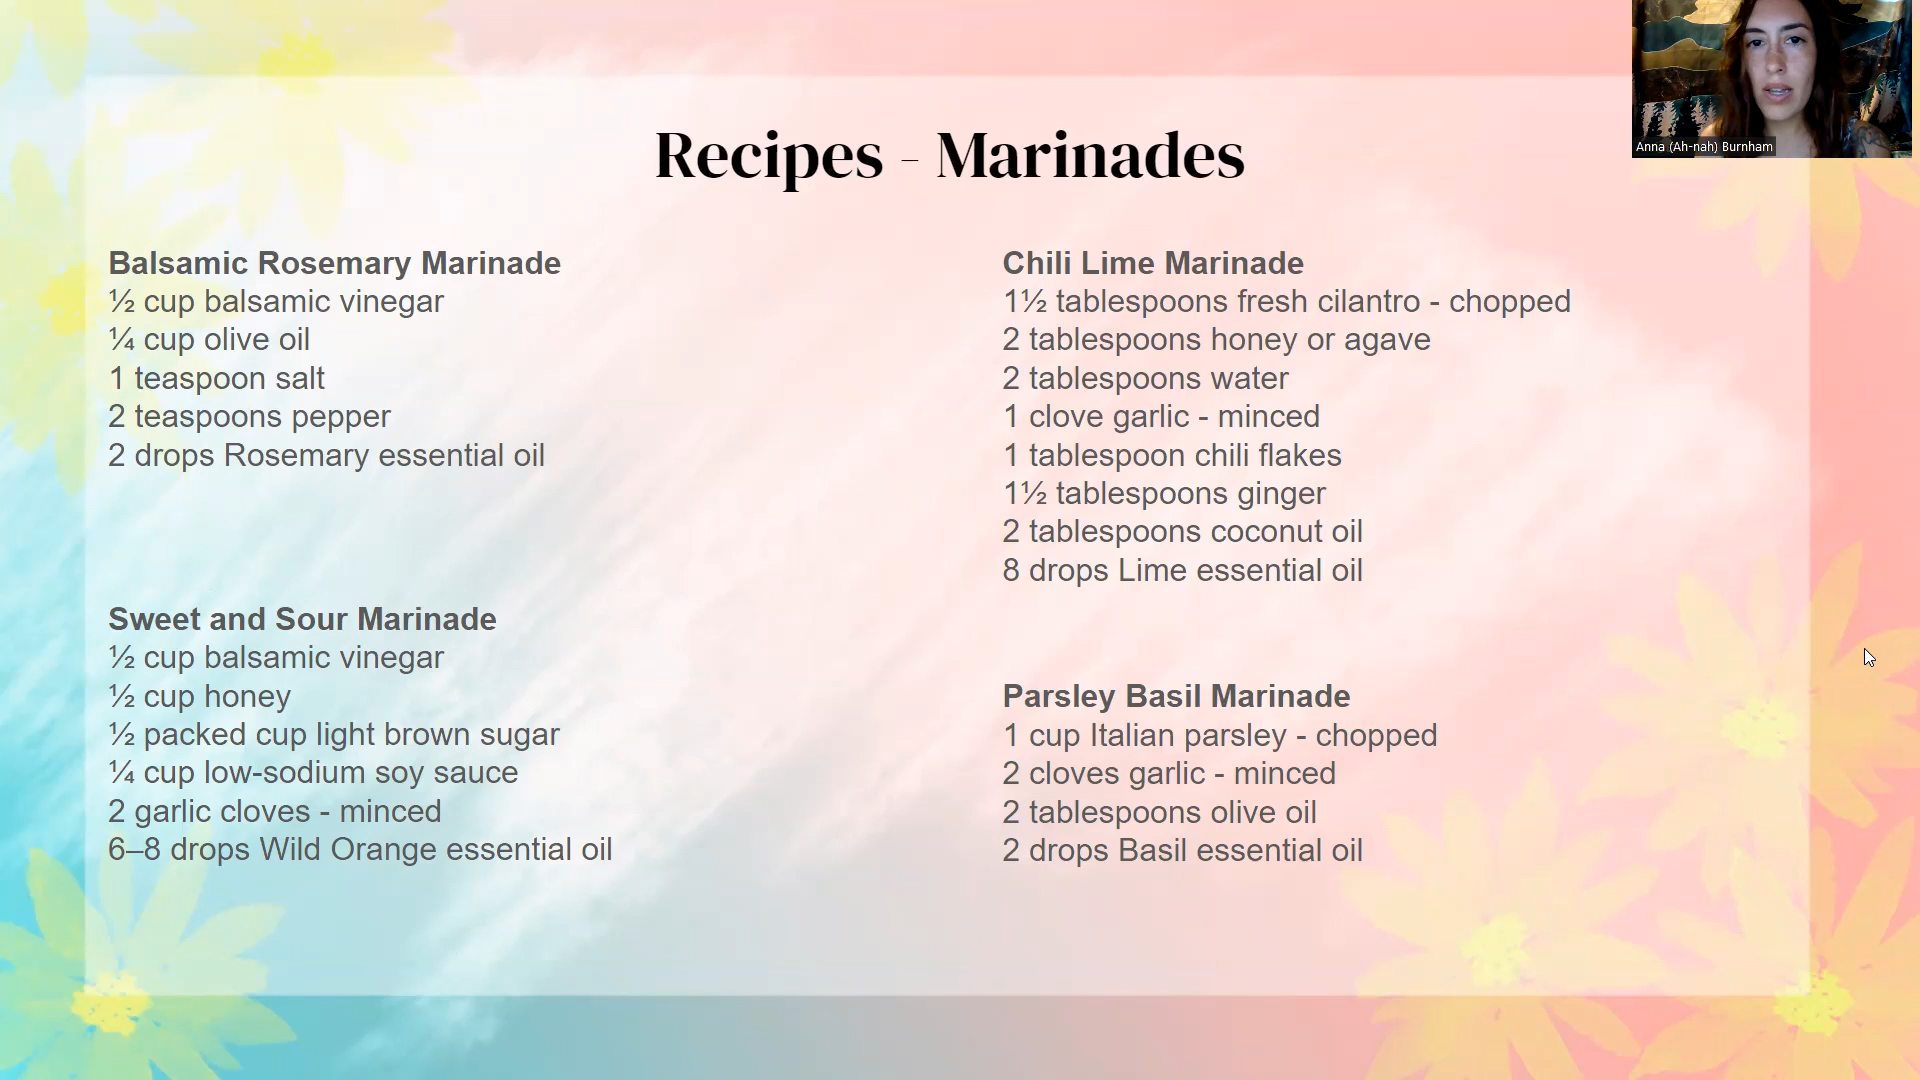 Recipes - Marinades
Anna (Ah-nah) Burnham
Balsamic Rosemary Marinade
½ cup balsamic vinegar
¼ cup olive oil
1 teaspoon salt
2 teaspoons pepper
2 drops Rosemary essential oil
Sweet and Sour Marinade
½ cup balsamic vinegar
½ cup honey
½ packed cup light brown sugar
¼ cup low-sodium soy sauce
2 garlic cloves - minced
6–8 drops Wild Orange essential oil
Chili Lime Marinade
1½ tablespoons fresh cilantro - chopped
2 tablespoons honey or agave
2 tablespoons water
1 clove garlic - minced
1 tablespoon chili flakes
1½ tablespoons ginger
2 tablespoons coconut oil
8 drops Lime essential oil
Parsley Basil Marinade
1 cup Italian parsley - chopped
2 cloves garlic - minced
2 tablespoons olive oil
2 drops Basil essential oil